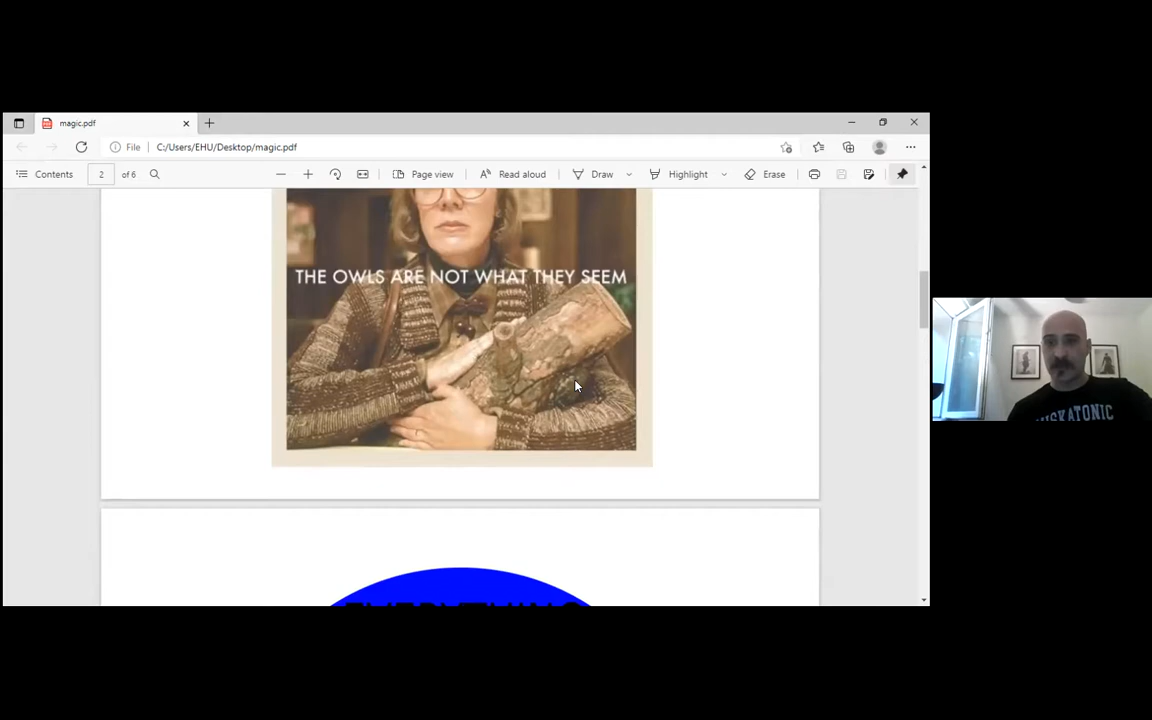 magic.pdf
File C:/Users/EHU/Desktop/magic.pdf
Contents 2 of 6 Page view Read aloud Draw Highlight Erase
THE OWLS ARE NOT WHAT THEY SEEM